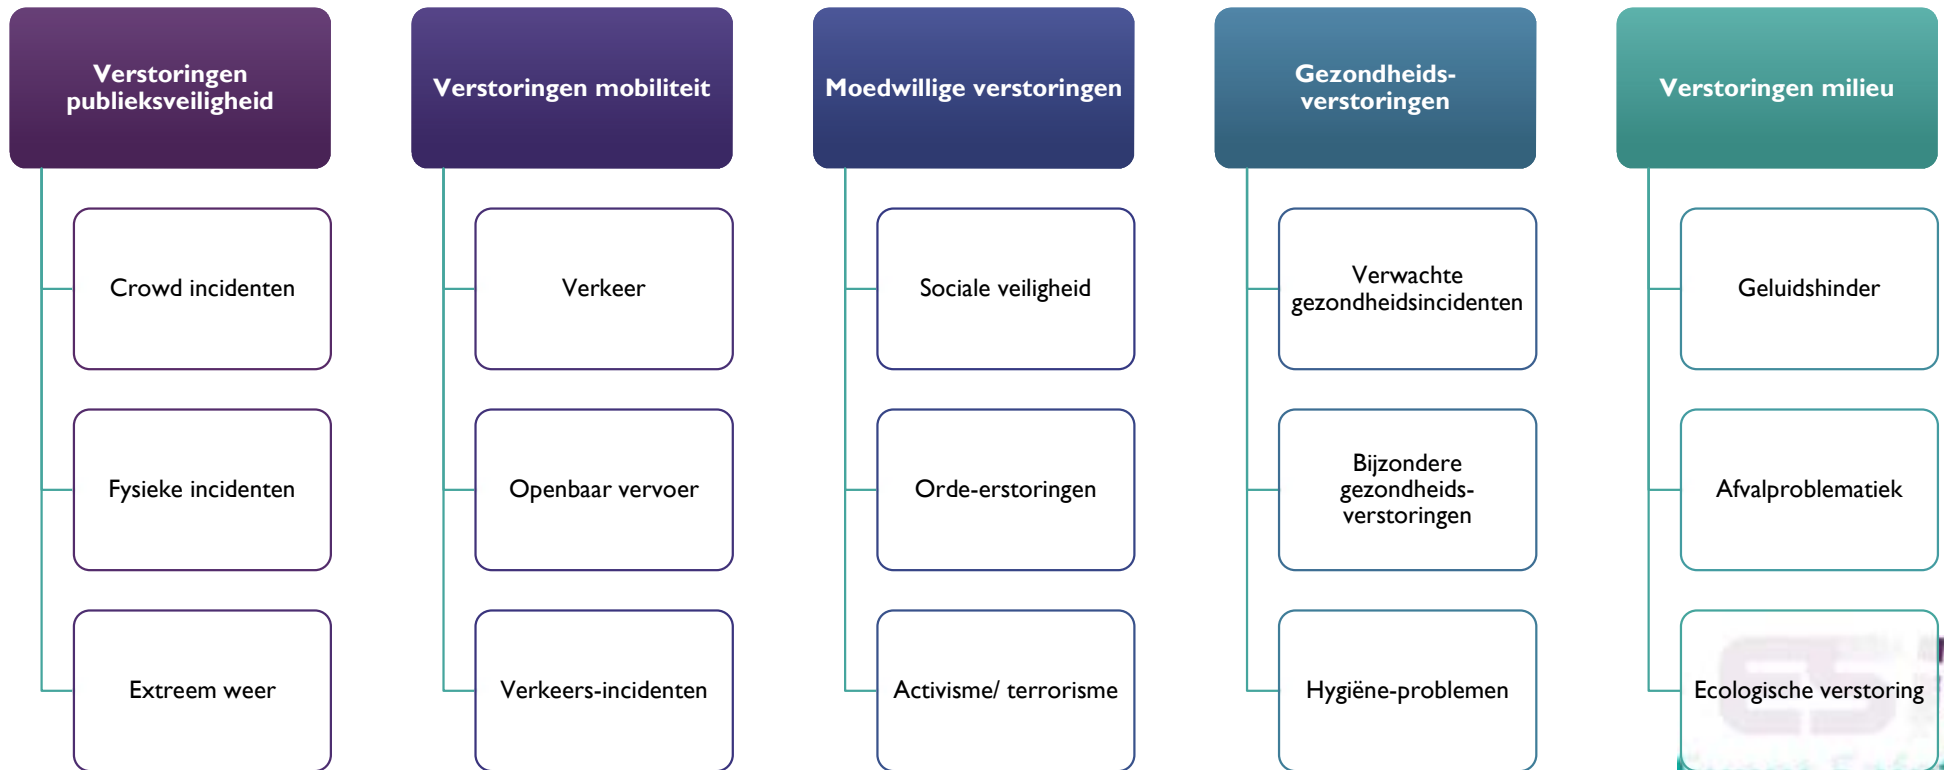 Verstoringen
publieksveiligheid
Crowd incidenten
Fysieke incidenten
Extreem weer
Verstoringen mobiliteit
Verkeer
Openbaar vervoer
Verkeers-incidenten
Moedwillige verstoringen
Sociale veiligheid
Orde-erstoringen
Activisme/ terrorisme
Gezondheids-
verstoringen
Verwachte
gezondheidsincidenten
Bijzondere
gezondheids-
verstoringen
Hygiëne-problemen
Verstoringen milieu
Geluidshinder
Afvalproblematiek
Ecologische verstoring
ES